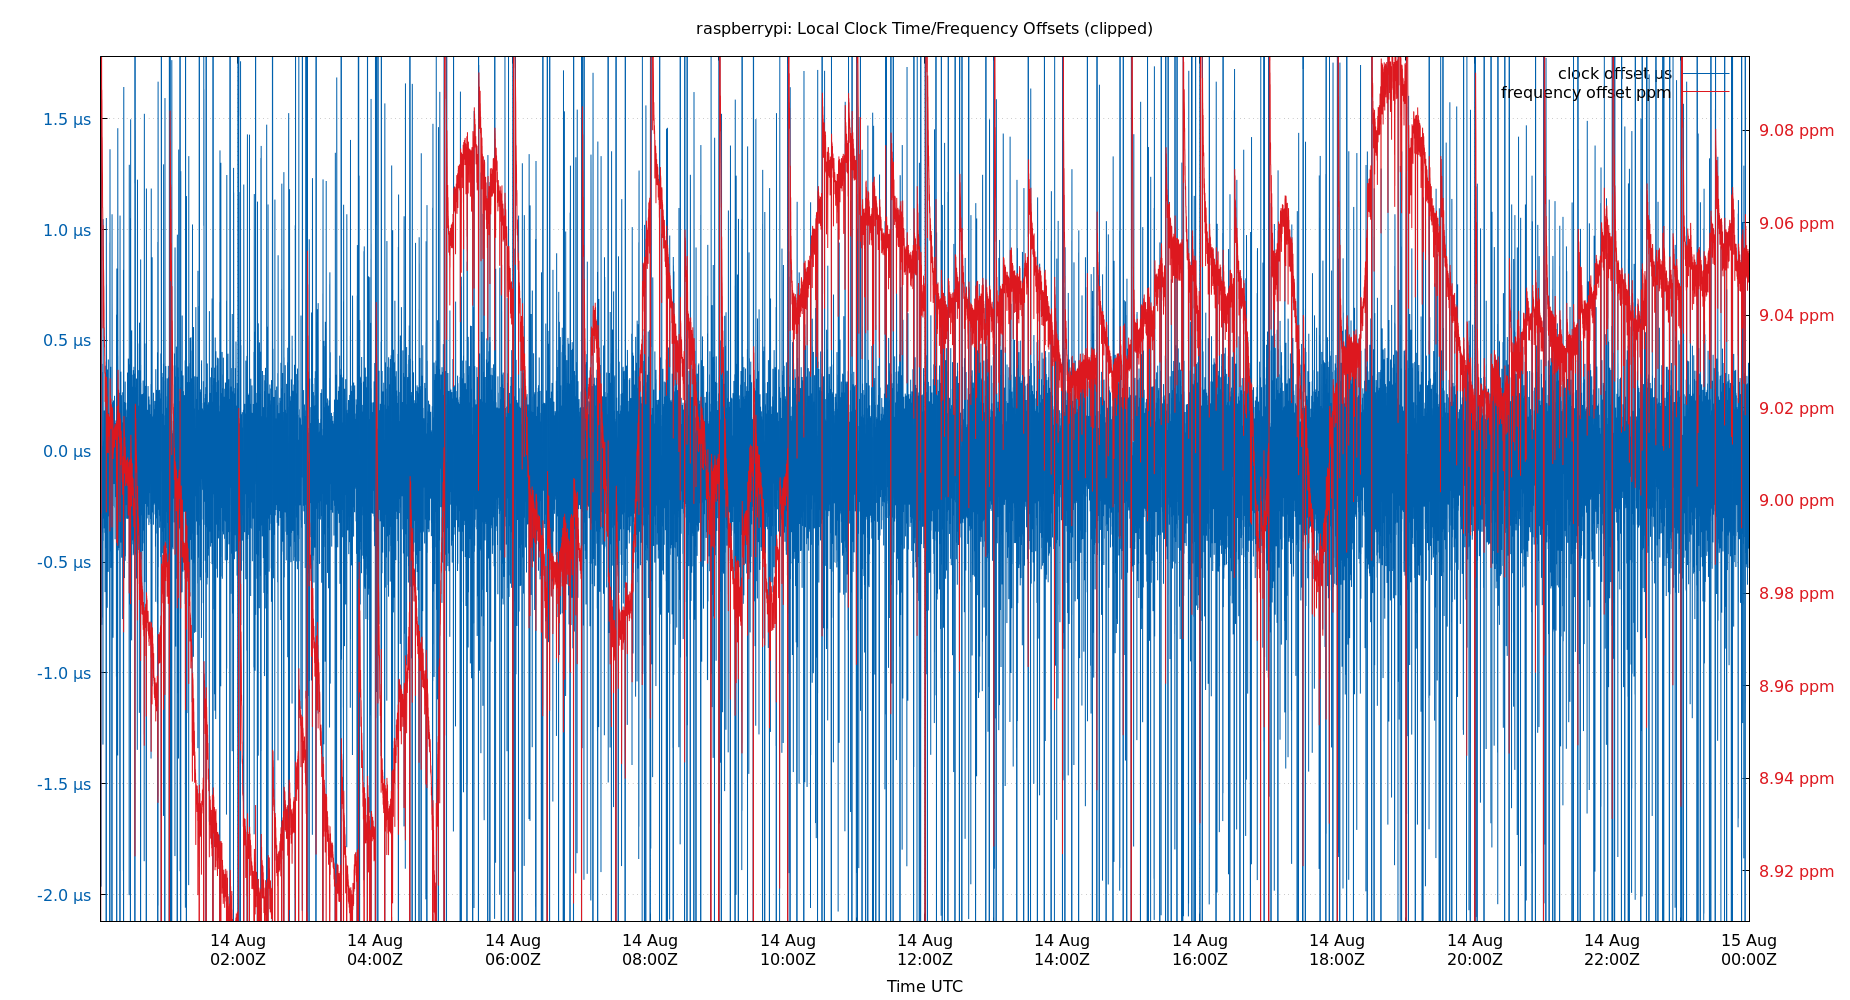 raspberrypi: Local Clock Time/Frequency Offsets (clipped)
clock offset µs
frequency offset ppm
1.5 µs
1.0 µs
0.5 µs
0.0 µs
-0.5 µs
-1.0 µs
-1.5 µs
-2.0 µs
9.08 ppm
9.06 ppm
9.04 ppm
9.02 ppm
9.00 ppm
8.98 ppm
8.96 ppm
8.94 ppm
8.92 ppm
14 Aug 14 Aug 14 Aug 14 Aug 14 Aug 14 Aug 14 Aug 14 Aug 14 Aug 14 Aug 14 Aug 15 Aug
02:00Z 04:00Z 06:00Z 08:00Z 10:00Z 12:00Z 14:00Z 16:00Z 18:00Z 20:00Z 22:00Z 00:00Z
Time UTC